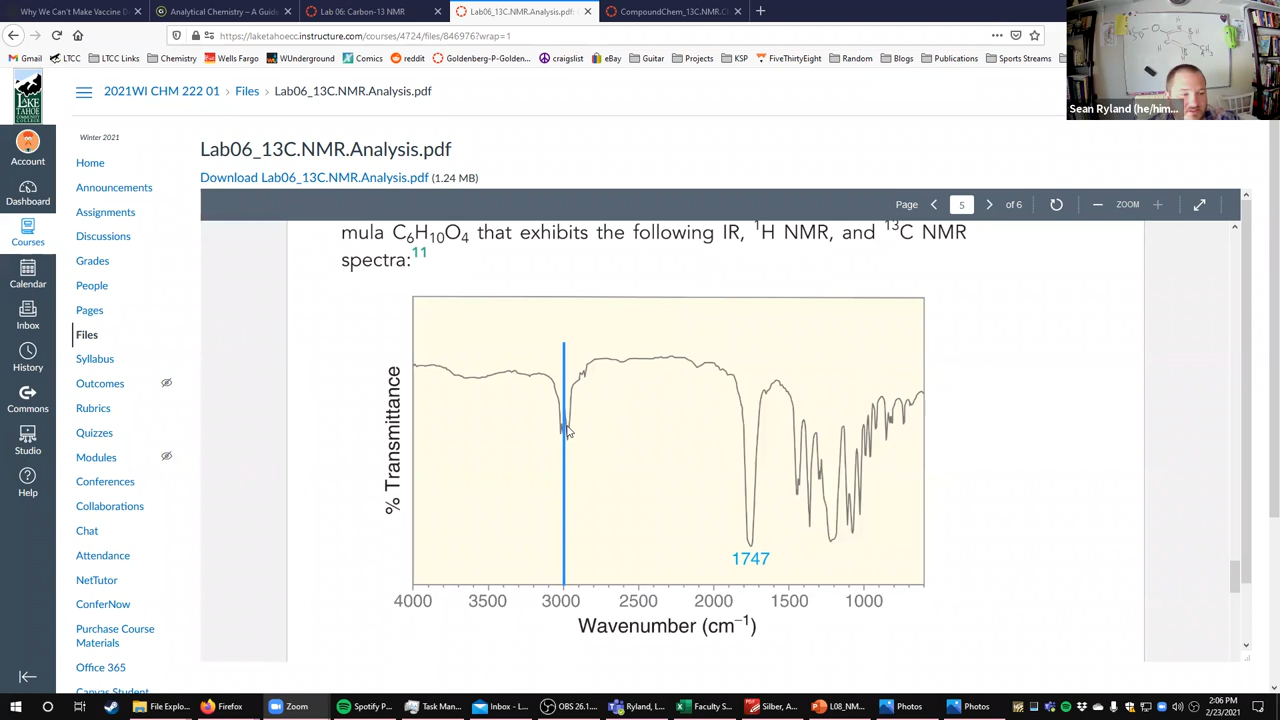 Why We Can't Make Vaccine D
Analytical Chemistry – A Guide
Lab 06: Carbon-13 NMR
Lab06_13C.NMR.Analysis.pdf:
CompoundChem_13C.NMR.C
https://laketahoecc.instructure.com/courses/4724/files/846976?wrap=1
Gmail LTCC LTCC Links Chemistry Wells Fargo WUnderground Comics reddit Goldenberg-P-Golden... craigslist eBay Guitar Projects KSP FiveThirtyEight Random Blogs Publications Sports Streams
Sean Ryland (he/him...
LAKE TAHOE
Account
Dashboard
Courses
Calendar
Inbox
History
Commons
Studio
Help
2021WI CHM 222 01 > Files > Lab06_13C.NMR.Analysis.pdf
Winter 2021
Home
Announcements
Assignments
Discussions
Grades
People
Pages
Files
Syllabus
Outcomes
Rubrics
Quizzes
Modules
Conferences
Collaborations
Chat
Attendance
NetTutor
ConferNow
Purchase Course
Materials
Office 365
Canvas Student
Lab06_13C.NMR.Analysis.pdf
Download Lab06_13C.NMR.Analysis.pdf (1.24 MB)
Page 5 of 6 ZOOM
mula C6H10O4 that exhibits the following IR, 1H NMR, and 13C NMR
spectra:11
% Transmittance
1747
4000 3500 3000 2500 2000 1500 1000
Wavenumber (cm−1)
File Explo... Firefox Zoom Spotify P... Task Man... Inbox - L... OBS 26.1.... Ryland, L... Faculty S... Silber, A... L08_NM... Photos Photos
2:06 PM
2/23/2021